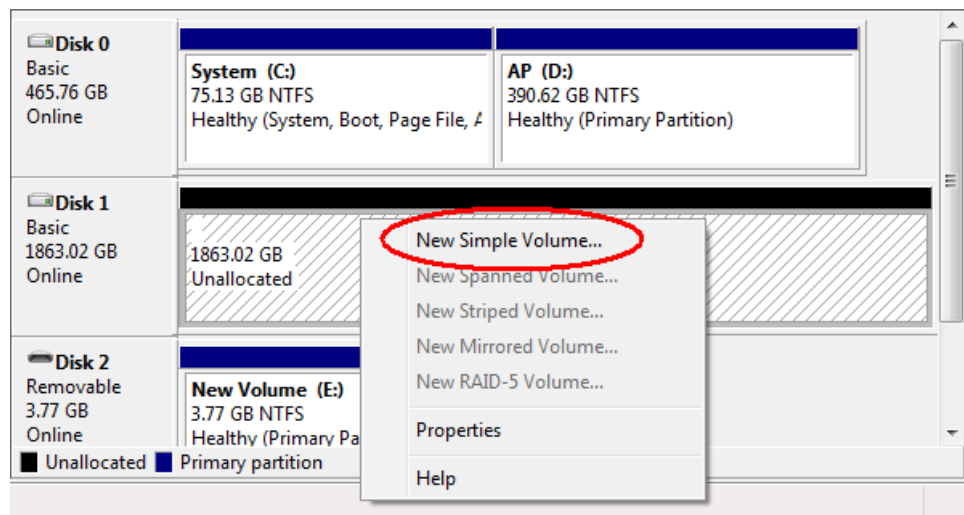 Disk 0
Basic
465.76 GB
Online
System (C:)
75.13 GB NTFS
Healthy (System, Boot, Page File, A
AP (D:)
390.62 GB NTFS
Healthy (Primary Partition)
Disk 1
Basic
1863.02 GB
Online
1863.02 GB
Unallocated
New Simple Volume...
New Spanned Volume...
New Striped Volume...
New Mirrored Volume...
New RAID-5 Volume...
Properties
Help
Disk 2
Removable
3.77 GB
Online
New Volume (E:)
3.77 GB NTFS
Healthy (Primary Pa
Unallocated Primary partition